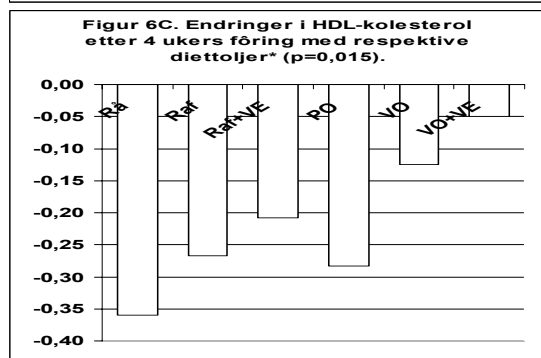 Figur 6C. Endringer i HDL-kolesterol
etter 4 ukers fôring med respektive
diettoljer* (p=0,015).
0,00
-0,05
-0,10
-0,15
-0,20
-0,25
-0,30
-0,35
-0,40
Rå
Raf
Raf+VE
PO
VO
VO+VE